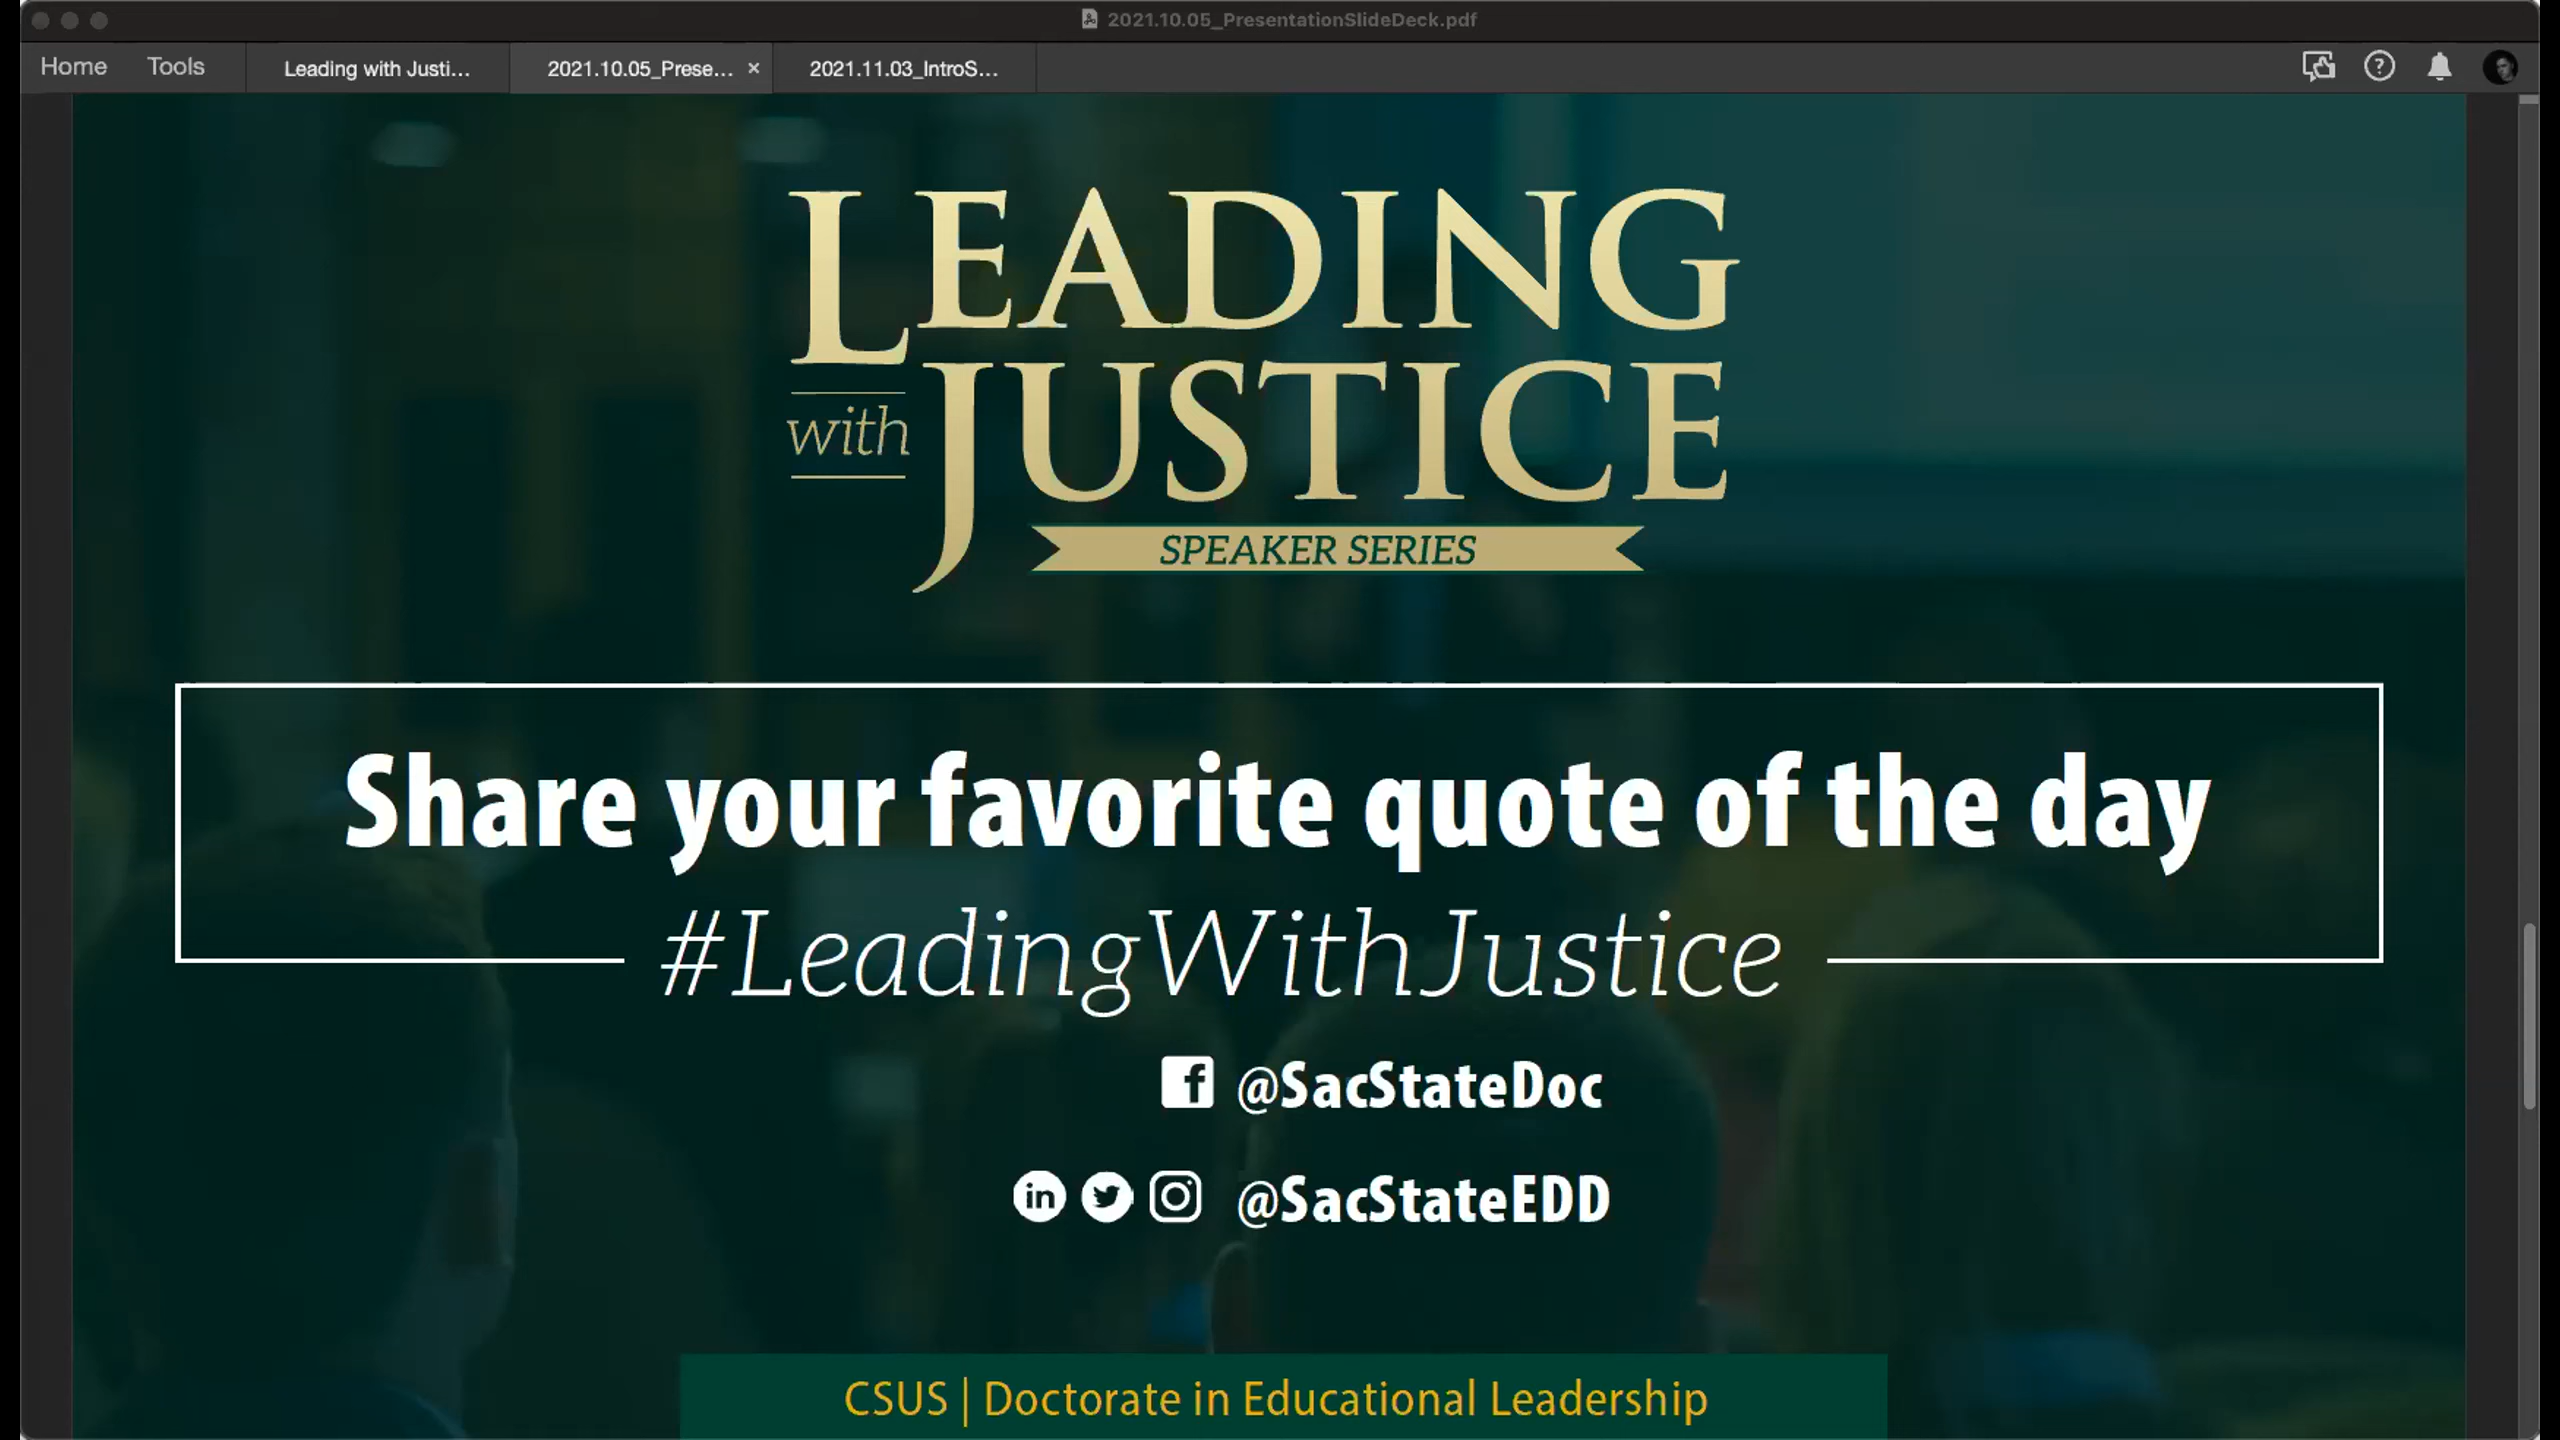 2021.10.05_PresentationSlideDeck.pdf
Home Tools Leading with Justi... 2021.10.05_Prese... × 2021.11.03_IntroS...
LEADING
with JUSTICE
SPEAKER SERIES
Share your favorite quote of the day
#LeadingWithJustice
@SacStateDoc
@SacStateEDD
CSUS | Doctorate in Educational Leadership